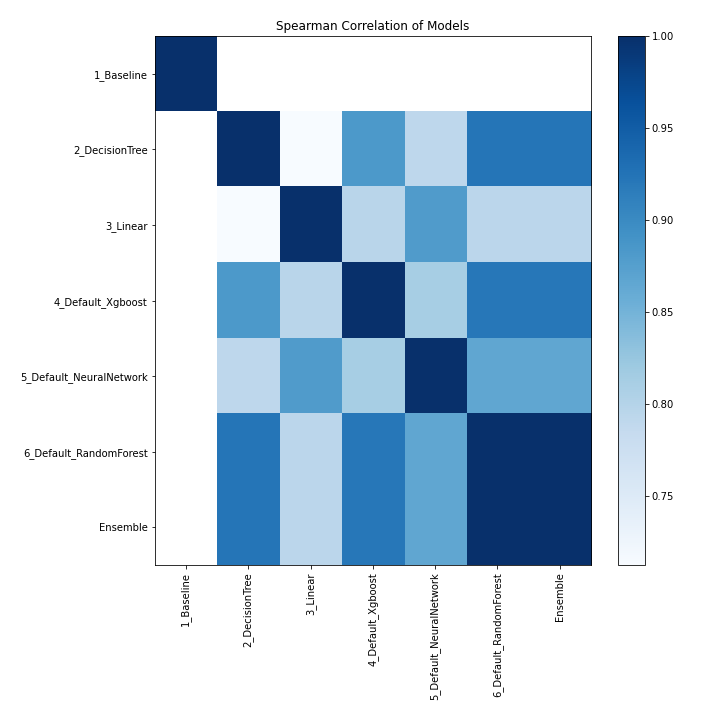 Spearman Correlation of Models
1_Baseline
2_DecisionTree
3_Linear
4_Default_Xgboost
5_Default_NeuralNetwork
6_Default_RandomForest
Ensemble
1_Baseline
2_DecisionTree
3_Linear
4_Default_Xgboost
5_Default_NeuralNetwork
6_Default_RandomForest
Ensemble
1.00
0.95
0.90
0.85
0.80
0.75